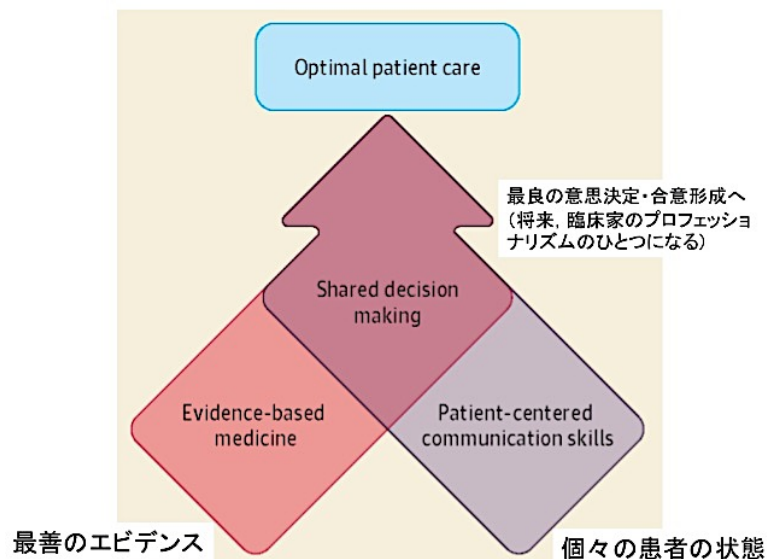 Optimal patient care
最良の意思決定・合意形成へ
（将来，臨床家のプロフェッショ
ナリズムのひとつになる）
Shared decision
making
Evidence-based
medicine
Patient-centered
communication skills
最善のエビデンス
個々の患者の状態